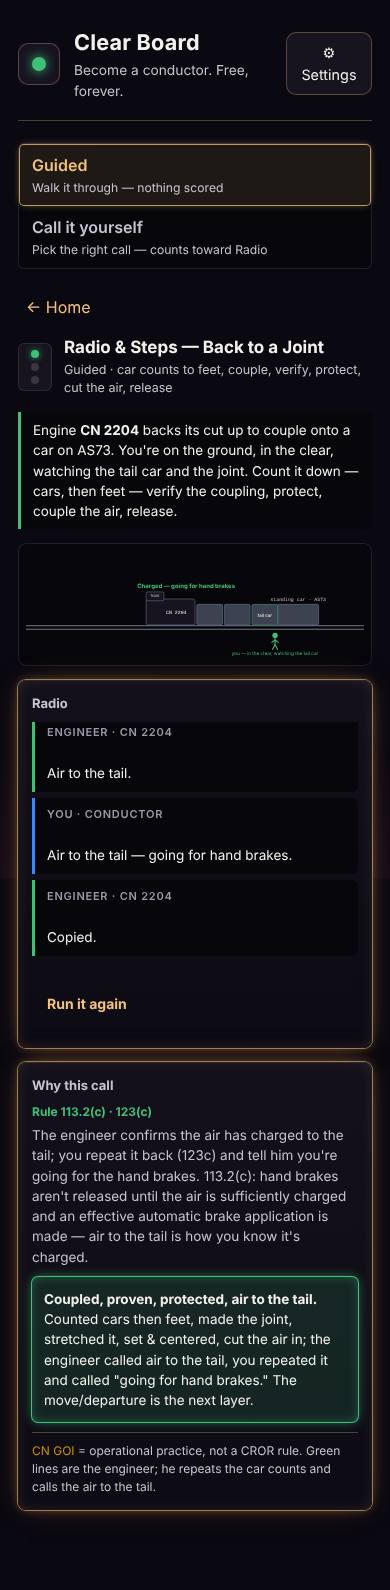 Clear Board
Become a conductor. Free,
forever.
⚙
Settings
Guided
Walk it through — nothing scored
Call it yourself
Pick the right call — counts toward Radio
← Home
Radio & Steps — Back to a Joint
Guided · car counts to feet, couple, verify, protect,
cut the air, release
Engine CN 2204 backs its cut up to couple onto a
car on AS73. You're on the ground, in the clear,
watching the tail car and the joint. Count it down —
cars, then feet — verify the coupling, protect,
couple the air, release.
Charged — going for hand brakes
standing car · AS73
CN 2204
tail car
you — in the clear, watching the tail car
Radio
ENGINEER · CN 2204
Air to the tail.
YOU · CONDUCTOR
Air to the tail — going for hand brakes.
ENGINEER · CN 2204
Copied.
Run it again
Why this call
Rule 113.2(c) · 123(c)
The engineer confirms the air has charged to the
tail; you repeat it back (123c) and tell him you're
going for the hand brakes. 113.2(c): hand brakes
aren't released until the air is sufficiently charged
and an effective automatic brake application is
made — air to the tail is how you know it's
charged.
Coupled, proven, protected, air to the tail.
Counted cars then feet, made the joint,
stretched it, set & centered, cut the air in; the
engineer called air to the tail, you repeated it
and called "going for hand brakes." The
move/departure is the next layer.
CN GOI = operational practice, not a CROR rule. Green
lines are the engineer; he repeats the car counts and
calls the air to the tail.